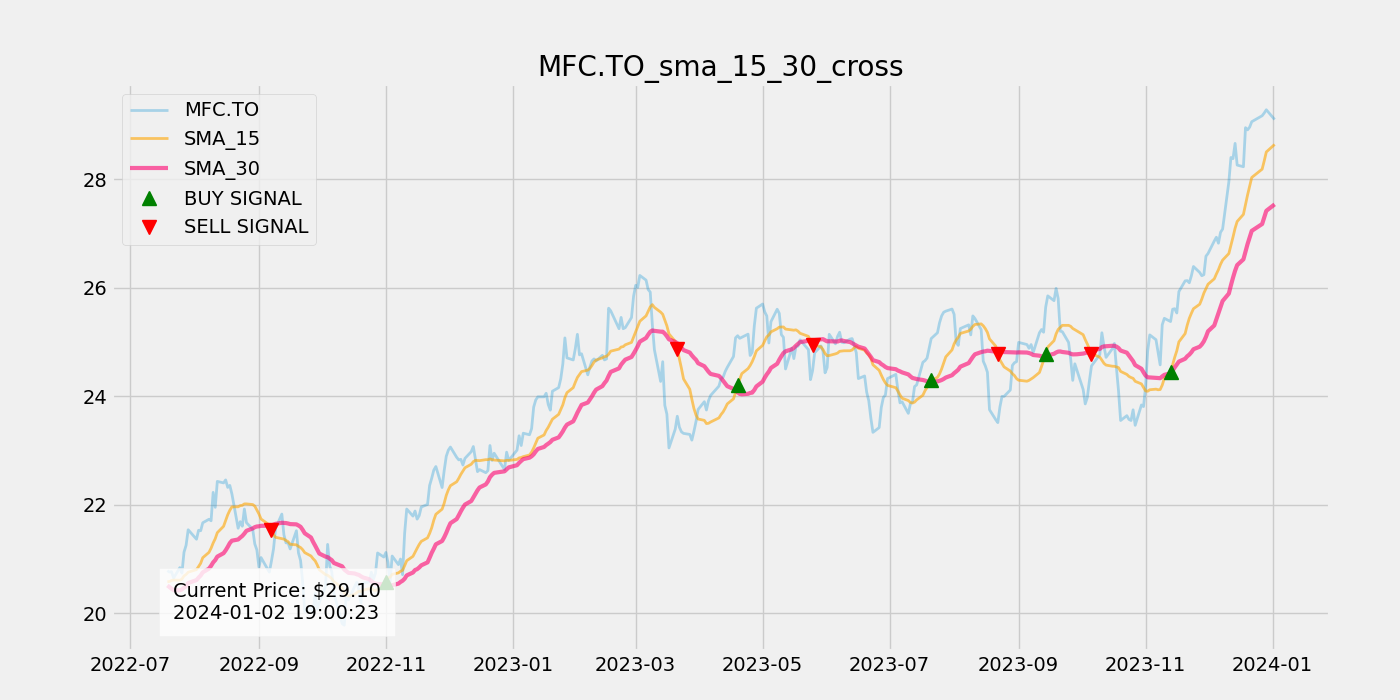 MFC.TO_sma_15_30_cross
MFC.TO
SMA_15
SMA_30
BUY SIGNAL
SELL SIGNAL
28
26
24
22
20
Current Price: $29.10
2024-01-02 19:00:23
2022-07 2022-09 2022-11 2023-01 2023-03 2023-05 2023-07 2023-09 2023-11 2024-01